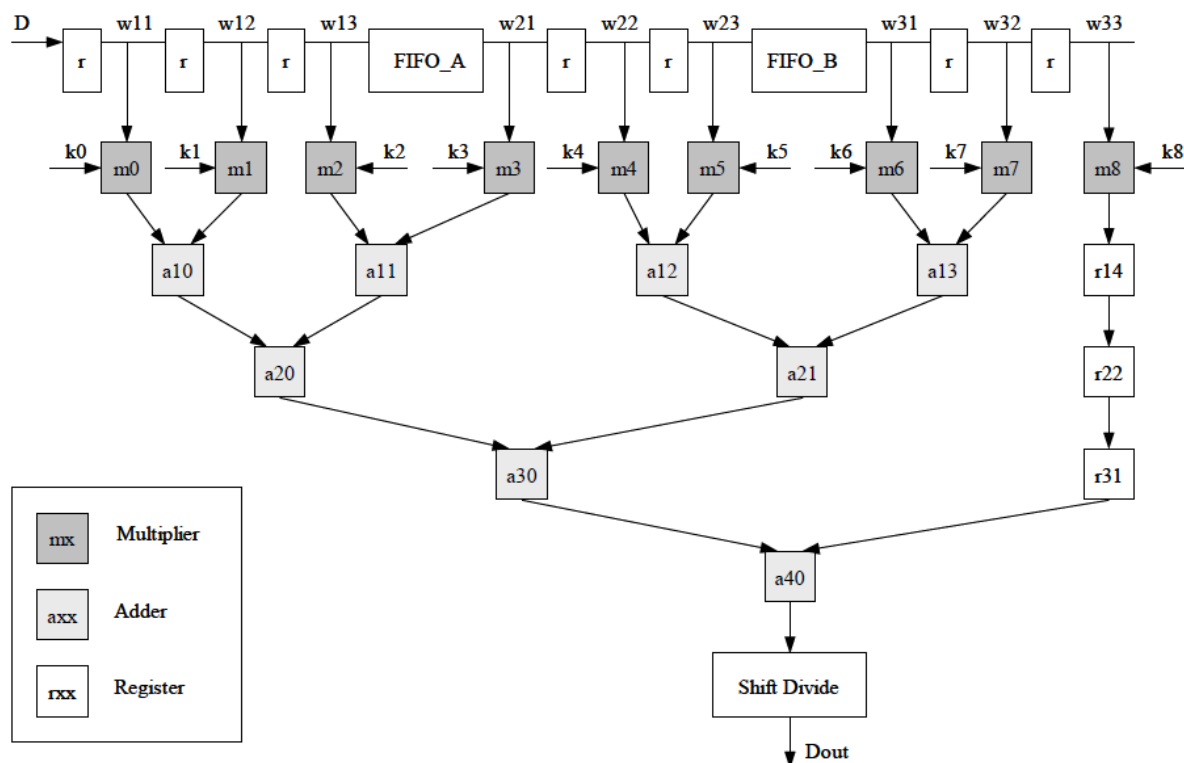 D w11 w12 w13 w21 w22 w23 w31 w32 w33
r r r FIFO_A r r FIFO_B r r
k0 k1 k2 k3 k4 k5 k6 k7 k8
m0 m1 m2 m3 m4 m5 m6 m7 m8
a10 a11 a12 a13 r14
a20 a21 r22
a30 r31
mx Multiplier
a40
axx Adder
rxx Register
Shift Divide
Dout